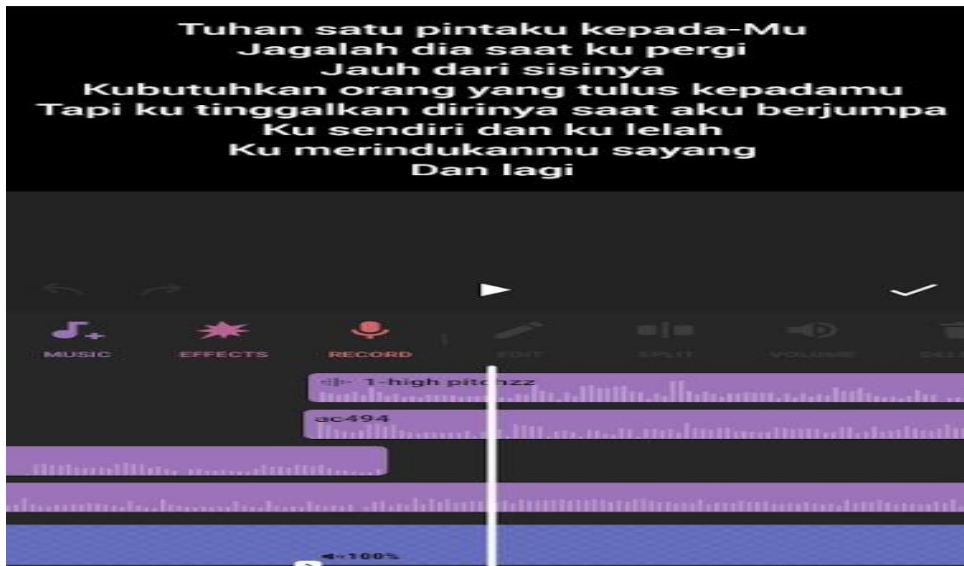 Tuhan satu pintaku kepada-Mu
Jagalah dia saat ku pergi
Jauh dari sisinya
Kubutuhkan orang yang tulus kepadamu
Tapi ku tinggalkan dirinya saat aku berjumpa
Ku sendiri dan ku lelah
Ku merindukanmu sayang
Dan lagi
MUSIC EFFECTS RECORD EDIT SPLIT VOLUME
1-high pitchzz
ac494
100%